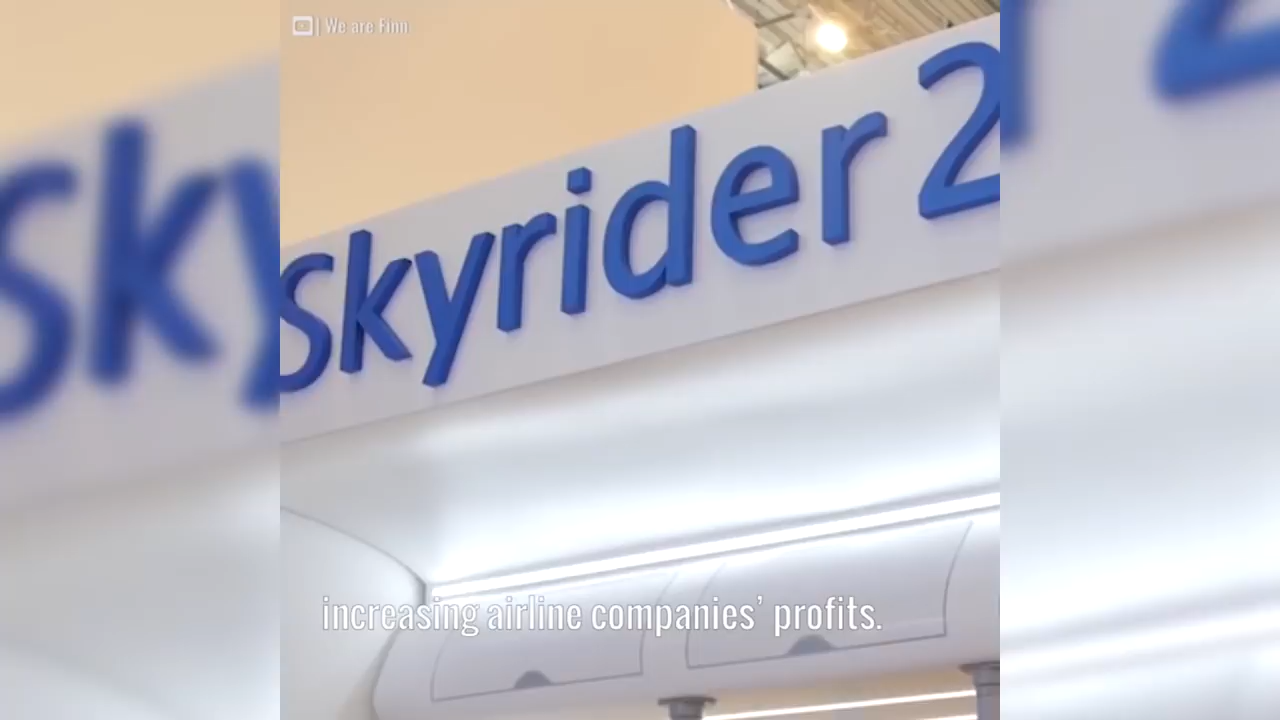 | We are Finn
Skyrider 2
increasing airline companies’ profits.